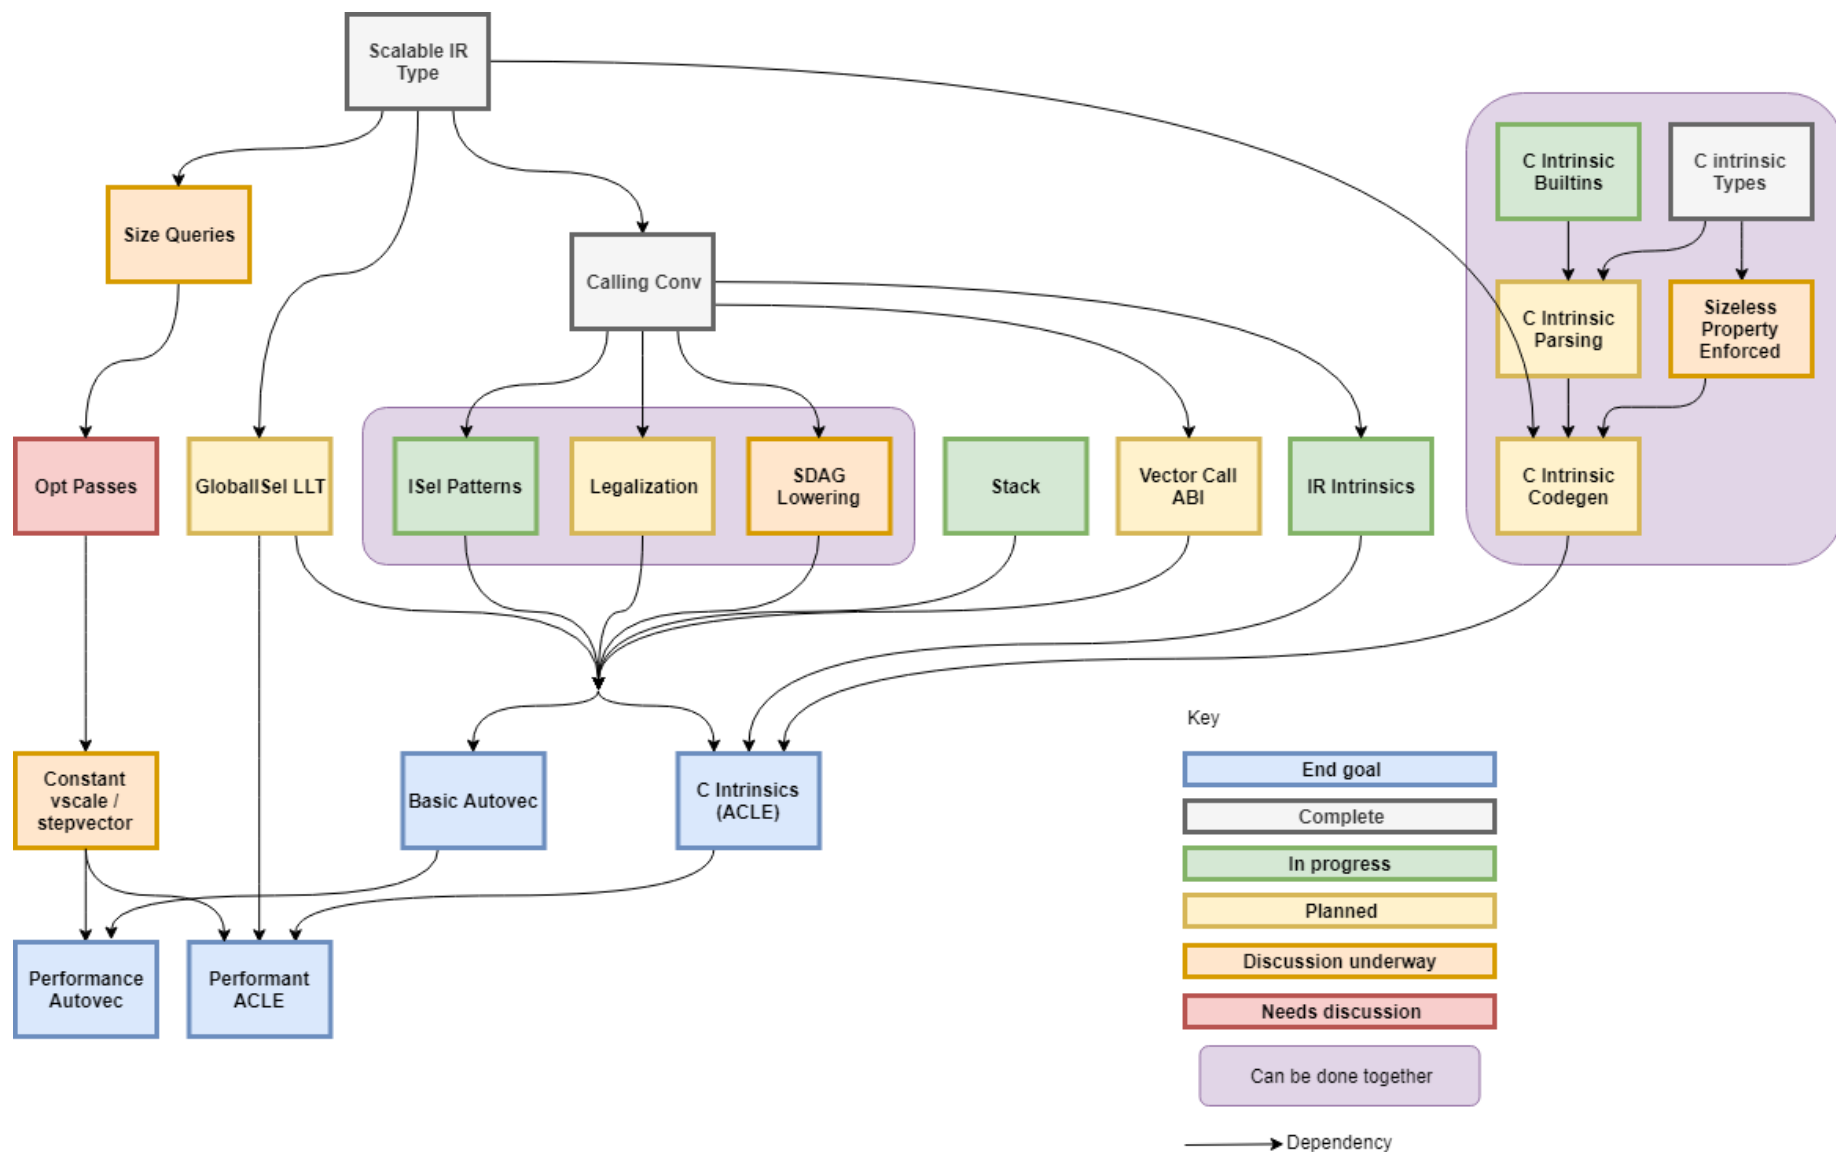 Scalable IR
Type
C Intrinsic
Builtins
C intrinsic
Types
Size Queries
Calling Conv
C Intrinsic
Parsing
Sizeless
Property
Enforced
Opt Passes
GlobalISel LLT
ISel Patterns
Legalization
SDAG
Lowering
Stack
Vector Call
ABI
IR Intrinsics
C Intrinsic
Codegen
Constant
vscale /
stepvector
Basic Autovec
C Intrinsics
(ACLE)
Performance
Autovec
Performant
ACLE
Key
End goal
Complete
In progress
Planned
Discussion underway
Needs discussion
Can be done together
Dependency